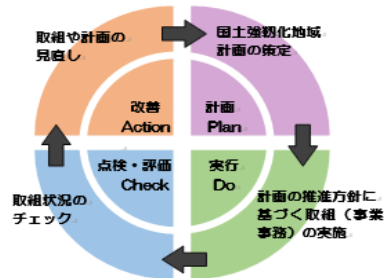 取組や計画の
見直し
国土強靱化地域
計画の策定
改善
Action
計画
Plan
点検・評価
Check
実行
Do
取組状況の
チェック
計画の推進方針に
基づく取組（事業
事務）の実施